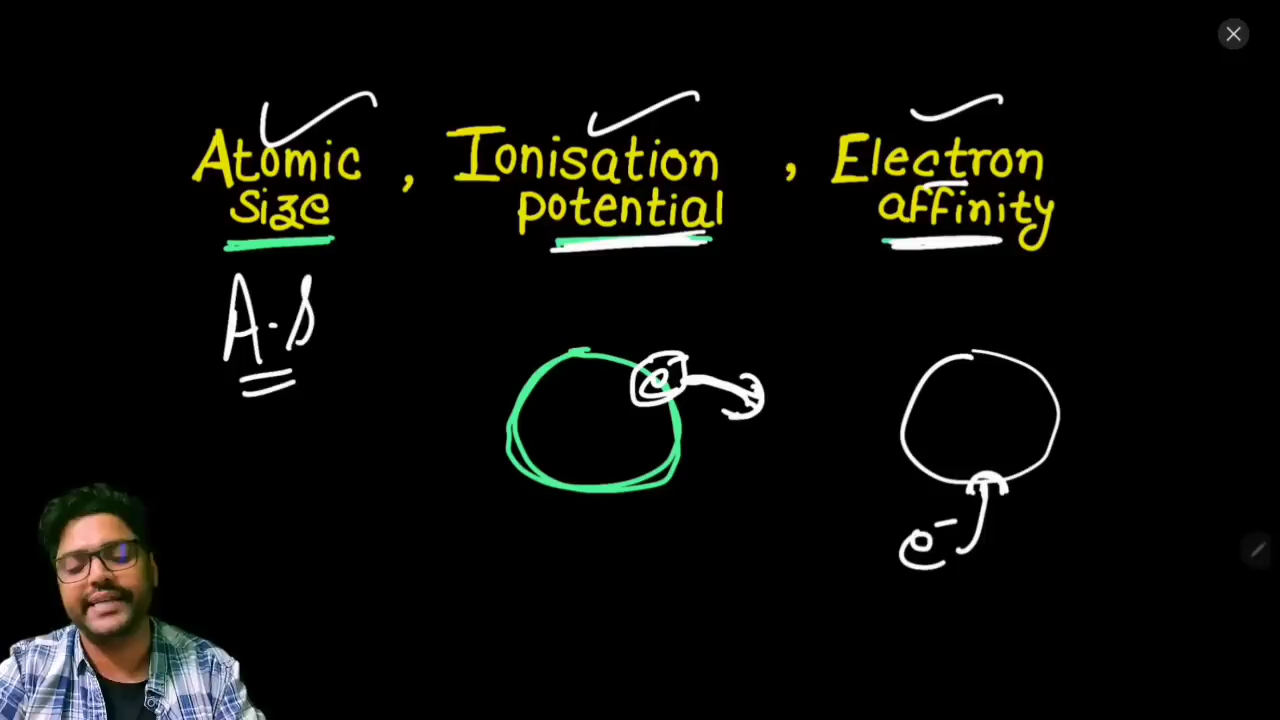 Atomic , Ionisation , Electron
size potential affinity
A.S
e⁻
e⁻